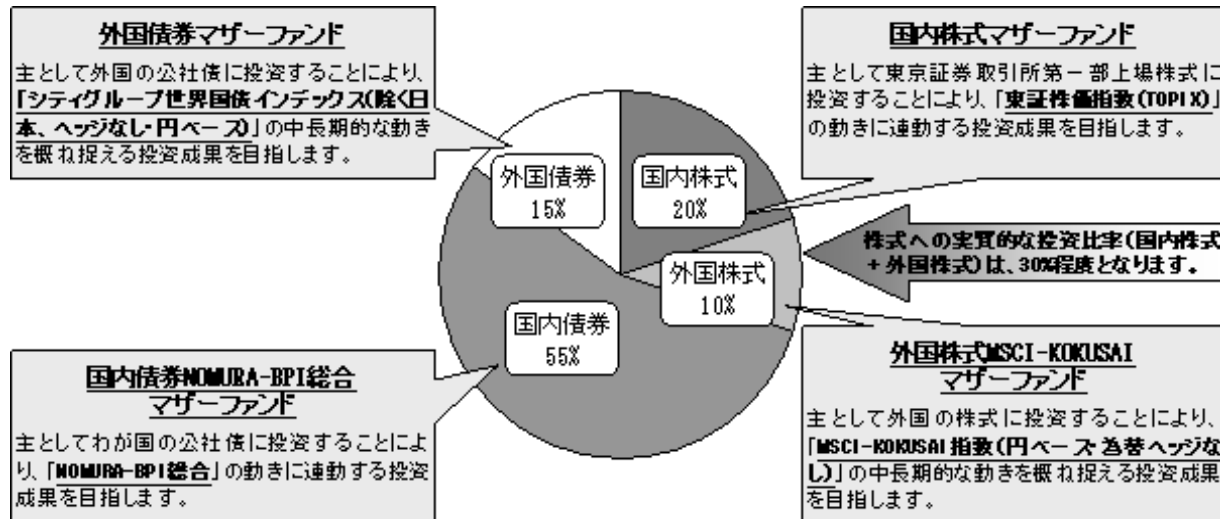 外国債券マザーファンド
主として外国の公社債に投資することにより、
「シティグループ世界国債インデックス(除く日
本、ヘッジなし・円ベース)」の中長期的な動き
を概ね捉える投資成果を目指します。
国内株式マザーファンド
主として東京証券取引所第一部上場株式に
投資することにより、「東証株価指数(TOPIX)」
の動きに連動する投資成果を目指します。
外国債券
15%
国内株式
20%
株式への実質的な投資比率(国内株式
+外国株式)は、30%程度となります。
外国株式
10%
国内債券
55%
国内債券NOMURA-BPI総合
マザーファンド
主としてわが国の公社債に投資することによ
り、「NOMURA-BPI総合」の動きに連動する投資
成果を目指します。
外国株式MSCI-KOKUSAI
マザーファンド
主として外国の株式に投資することにより、
「MSCI-KOKUSAI指数(円ベース・為替ヘッジな
し)」の中長期的な動きを概ね捉える投資成果
を目指します。